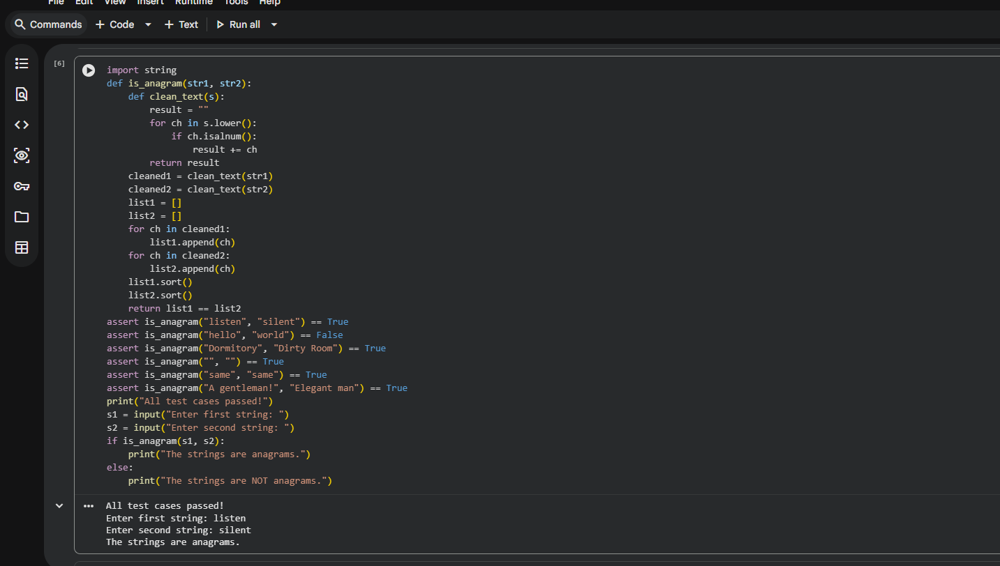 File Edit View Insert Runtime Tools Help
Commands + Code + Text Run all
[6]
import string
def is_anagram(str1, str2):
    def clean_text(s):
        result = ""
        for ch in s.lower():
            if ch.isalnum():
                result += ch
        return result
    cleaned1 = clean_text(str1)
    cleaned2 = clean_text(str2)
    list1 = []
    list2 = []
    for ch in cleaned1:
        list1.append(ch)
    for ch in cleaned2:
        list2.append(ch)
    list1.sort()
    list2.sort()
    return list1 == list2
assert is_anagram("listen", "silent") == True
assert is_anagram("hello", "world") == False
assert is_anagram("Dormitory", "Dirty Room") == True
assert is_anagram("", "") == True
assert is_anagram("same", "same") == True
assert is_anagram("A gentleman!", "Elegant man") == True
print("All test cases passed!")
s1 = input("Enter first string: ")
s2 = input("Enter second string: ")
if is_anagram(s1, s2):
    print("The strings are anagrams.")
else:
    print("The strings are NOT anagrams.")
All test cases passed!
Enter first string: listen
Enter second string: silent
The strings are anagrams.